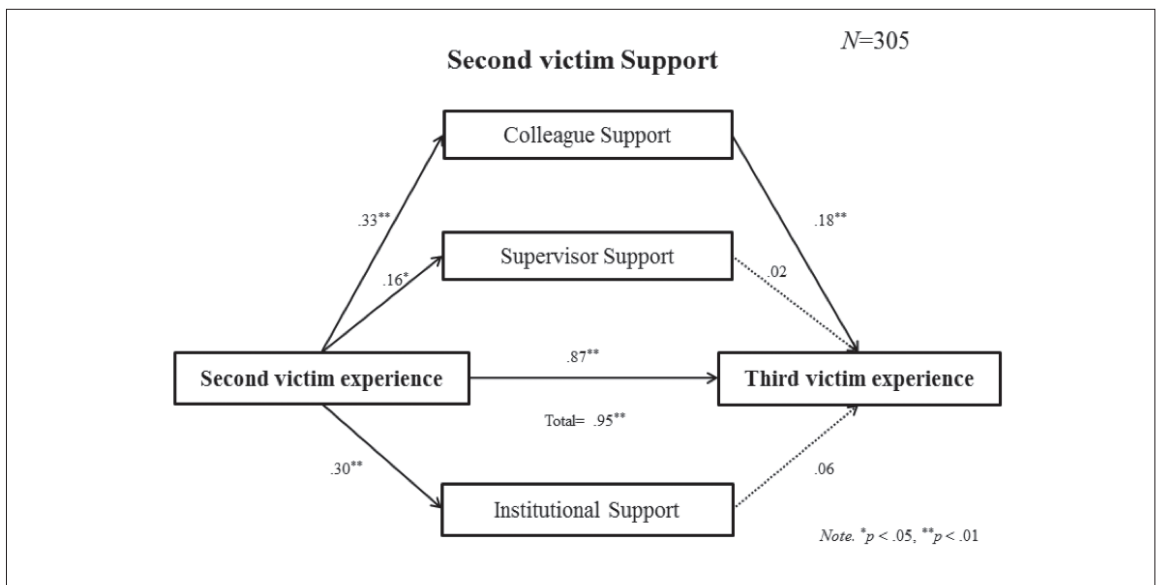 N=305
Second victim Support
Colleague Support
.33**
.18**
Supervisor Support
.16*
.02
.87**
Second victim experience
Third victim experience
Total= .95**
.30**
.06
Institutional Support
Note. *p < .05, **p < .01